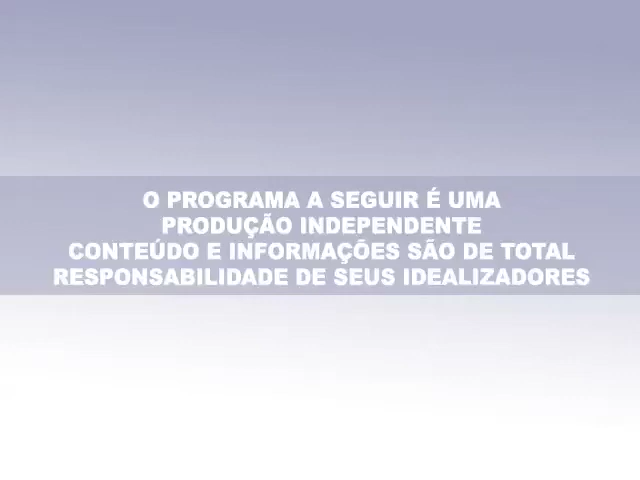 O PROGRAMA A SEGUIR É UMA
PRODUÇÃO INDEPENDENTE
CONTEÚDO E INFORMAÇÕES SÃO DE TOTAL
RESPONSABILIDADE DE SEUS IDEALIZADORES